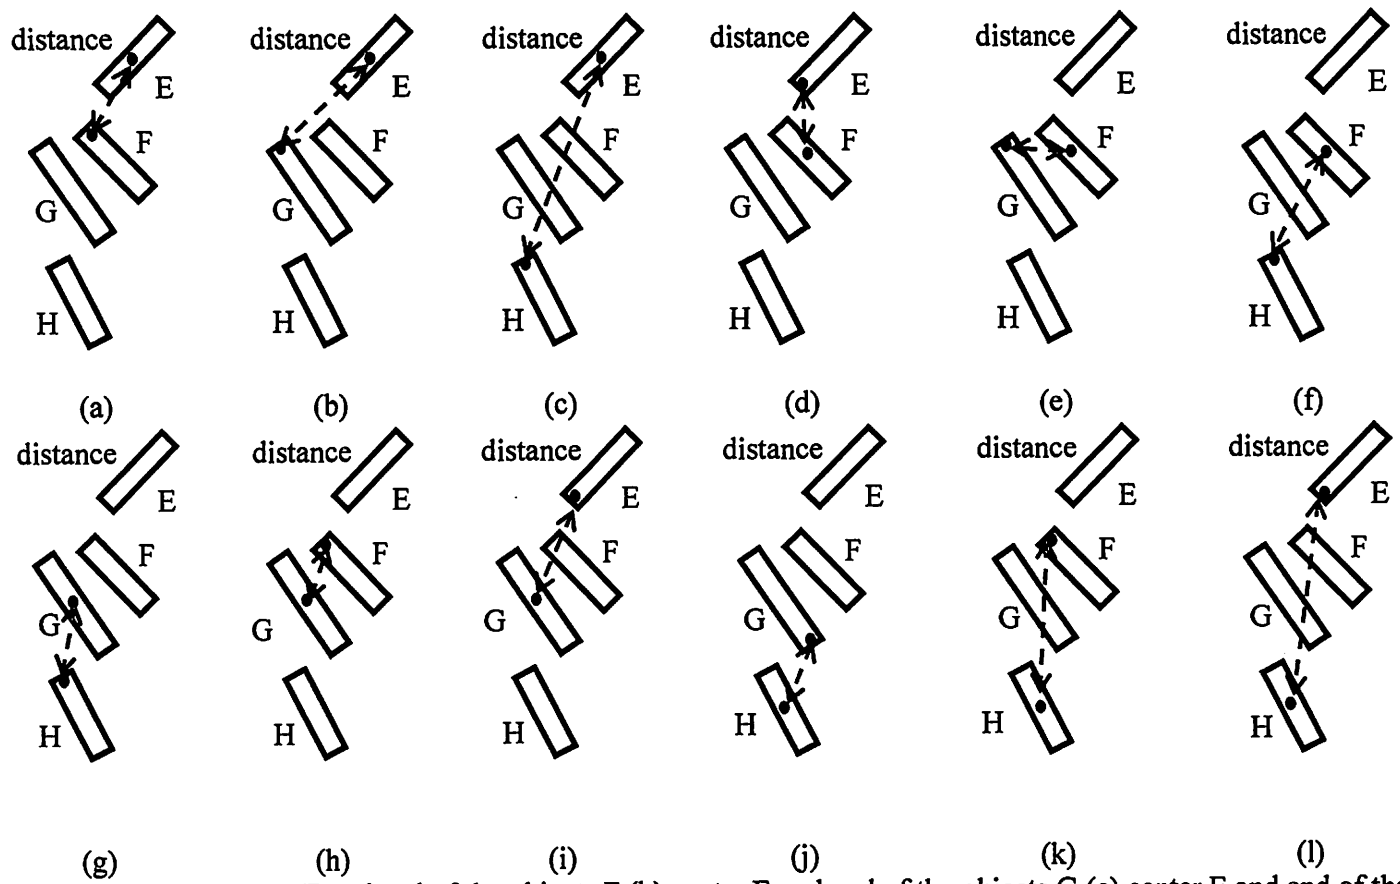 distance distance distance distance distance distance
E E E E E E
F F F F F F
G G G G G G
H H H H H H
(a) (b) (c) (d) (e) (f)
distance distance distance distance distance distance
E E E E E E
F F F F F F
G G G G G G
H H H H H H
(g) (h) (i) (j) (k) (l)